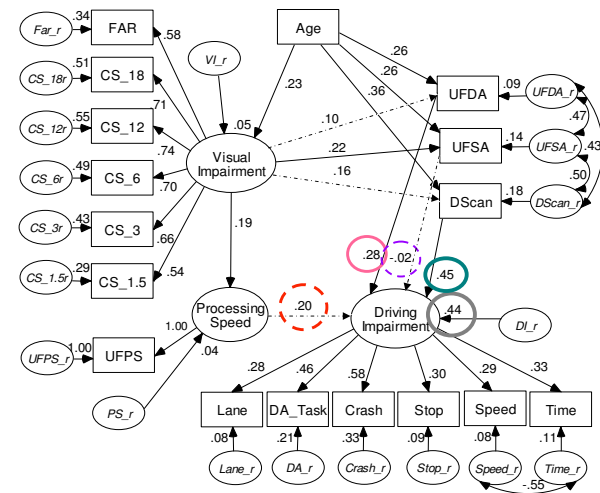 .34
Far_r
FAR
.58
Age
.51
CS_18r
CS_18
VI_r
.26
.26
.36
.23
.71
UFDA
.09
UFDA_r
.47
.55
CS_12r
CS_12
.05
.10
.74
UFSA
.14
UFSA_r
.43
.49
CS_6r
CS_6
Visual
Impairment
.22
.16
.70
.50
DScan
.18
DScan_r
.43
CS_3r
CS_3
.66
.19
.29
CS_1.5r
CS_1.5
.54
.28
-.02
.45
Processing
Speed
.20
Driving
Impairment
.44
DI_r
1.00
1.00
UFPS_r
UFPS
.04
PS_r
.28
.46
.58
.30
.29
.33
Lane
DA_Task
Crash
Stop
Speed
Time
.08
.21
.33
.09
.08
.11
Lane_r
DA_r
Crash_r
Stop_r
Speed_r
Time_r
-.55